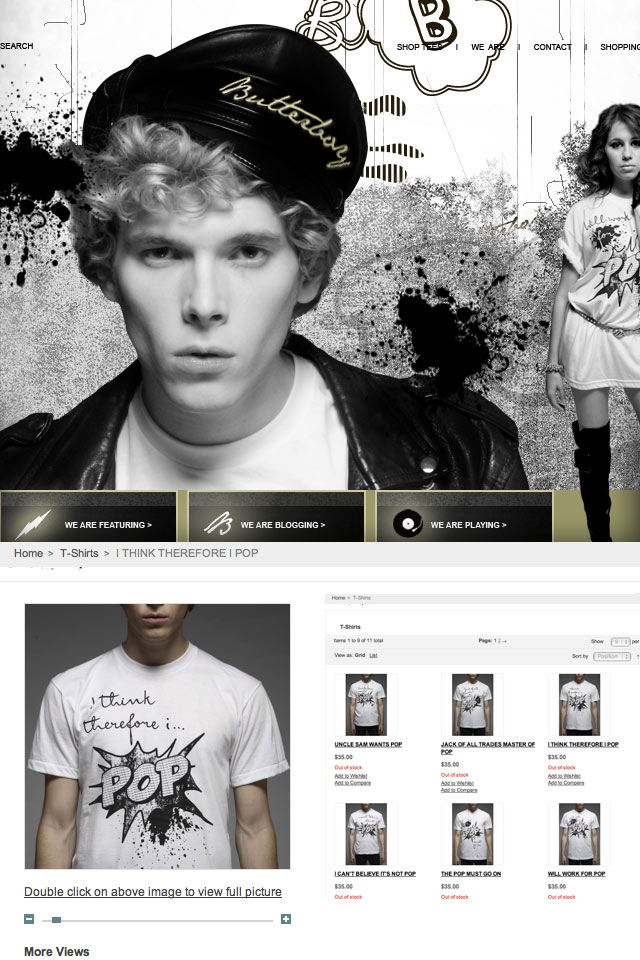 B B
SEARCH
SHOP TEES | WE ARE | CONTACT | SHOPPING
Butterboy
will work
POP
WE ARE FEATURING >
B WE ARE BLOGGING >
WE ARE PLAYING >
Home > T-Shirts > I THINK THEREFORE I POP
i think
therefore i...
POP
Double click on above image to view full picture
More Views
Home > T-Shirts
T-Shirts
Items 1 to 9 of 11 total Page: 1 2 Show 9 per
View as: Grid List Sort by Position
UNCLE SAM WANTS POP
$35.00
Out of stock
Add to Wishlist
Add to Compare
JACK OF ALL TRADES MASTER OF
POP
$35.00
Out of stock
Add to Wishlist
Add to Compare
I THINK THEREFORE I POP
$35.00
Out of stock
Add to Wishlist
Add to Compare
I CAN'T BELIEVE IT'S NOT POP
$35.00
Out of stock
THE POP MUST GO ON
$35.00
Out of stock
WILL WORK FOR POP
$35.00
Out of stock